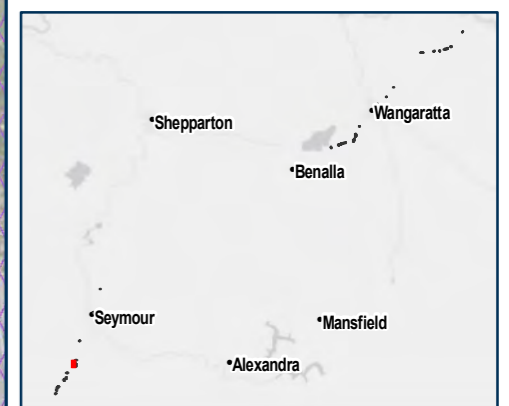 Wangaratta
Shepparton
Benalla
Seymour
Mansfield
Alexandra